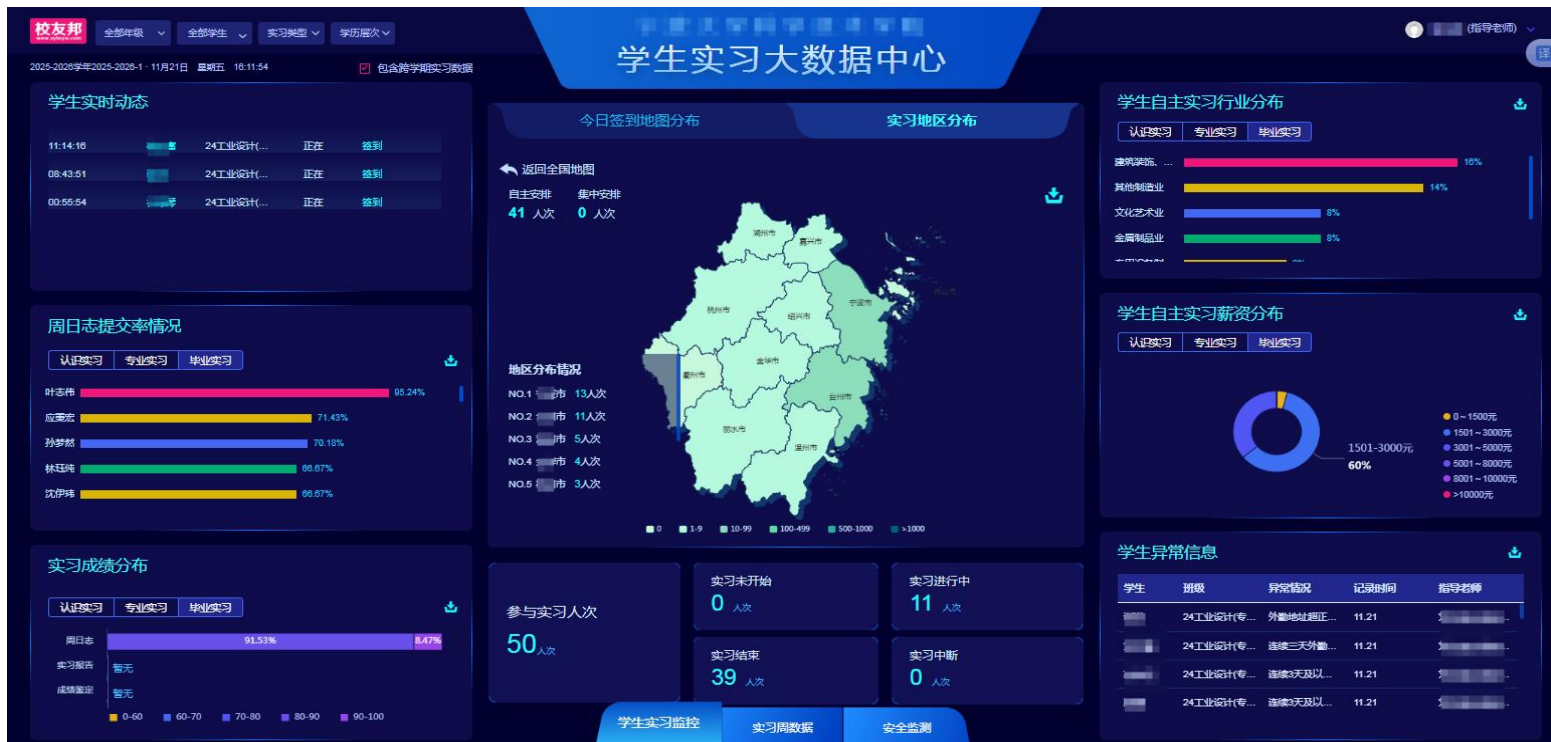 校友邦
www.xybsyw.com
全部年级
全部学生
实习类型
学历层次
学生实习大数据中心
(指导老师)
译
2025-2026学年2025-2026-1 · 11月21日 星期五 16:11:54
包含跨学期实习数据
学生实时动态
11:14:16 24工业设计(... 正在 签到
08:43:51 24工业设计(... 正在 签到
00:55:54 24工业设计(... 正在 签到
周日志提交率情况
认识实习 专业实习 毕业实习
叶志伟 95.24%
应雯宏 71.43%
孙梦然 70.18%
林珏纯 66.67%
沈伊玮 66.67%
实习成绩分布
认识实习 专业实习 毕业实习
周日志 91.53% 8.47%
实习报告 暂无
成绩鉴定 暂无
0-60 60-70 70-80 80-90 90-100
今日签到地图分布
实习地区分布
返回全国地图
自主安排 集中安排
41 人次 0 人次
湖州市
嘉兴市
杭州市
绍兴市
宁波市
舟山市
金华市
衢州市
台州市
丽水市
温州市
地区分布情况
NO.1 市 13人次
NO.2 市 11人次
NO.3 市 5人次
NO.4 市 4人次
NO.5 市 3人次
0 1-9 10-99 100-499 500-1000 >1000
参与实习人次
50人次
实习未开始
0 人次
实习进行中
11 人次
实习结束
39 人次
实习中断
0 人次
学生实习监控
实习周数据
安全监测
学生自主实习行业分布
认识实习 专业实习 毕业实习
建筑装饰、... 16%
其他制造业 14%
文化艺术业 8%
金属制品业 8%
学生自主实习薪资分布
认识实习 专业实习 毕业实习
1501-3000元
60%
0~1500元
1501~3000元
3001~5000元
5001~8000元
8001~10000元
>10000元
学生异常信息
学生 班级 异常情况 记录时间 指导老师
24工业设计(专... 外勤地址超正... 11.21
24工业设计(专... 连续三天外勤... 11.21
24工业设计(专... 连续3天及以... 11.21
24工业设计(专... 连续3天及以... 11.21